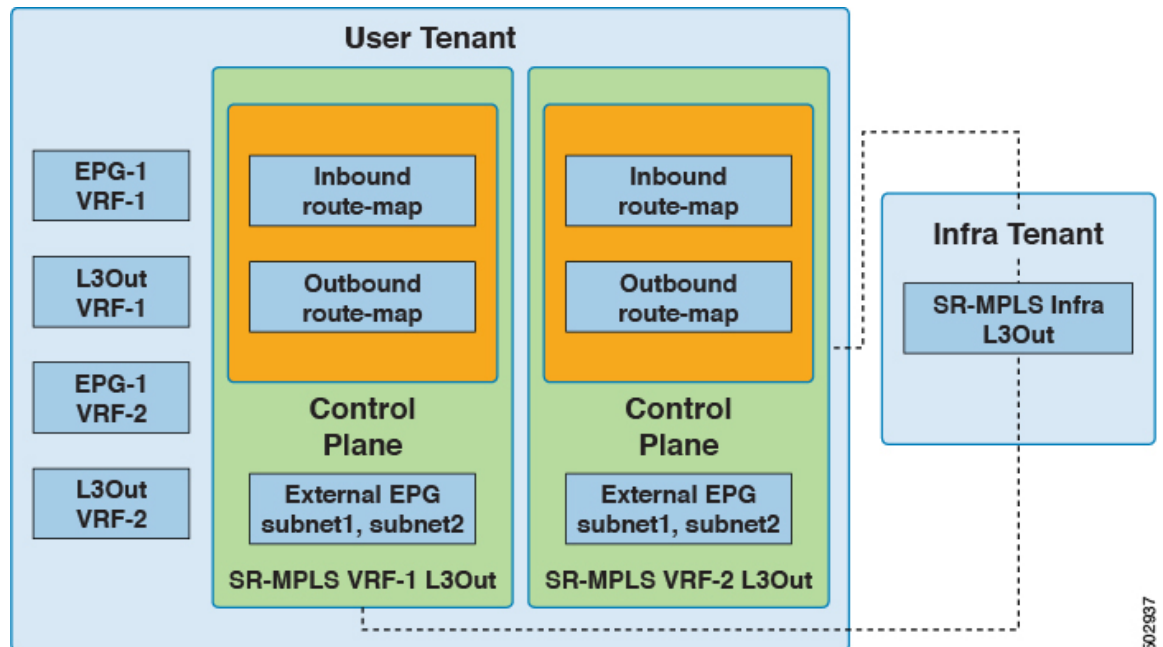 User Tenant
EPG-1
VRF-1
L3Out
VRF-1
EPG-1
VRF-2
L3Out
VRF-2
Inbound
route-map
Outbound
route-map
Control
Plane
External EPG
subnet1, subnet2
SR-MPLS VRF-1 L3Out
Inbound
route-map
Outbound
route-map
Control
Plane
External EPG
subnet1, subnet2
SR-MPLS VRF-2 L3Out
Infra Tenant
SR-MPLS Infra
L3Out
502937